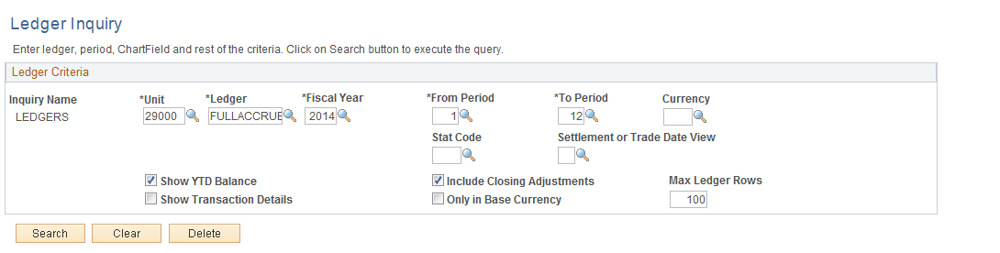 Ledger Inquiry
Enter ledger, period, ChartField and rest of the criteria. Click on Search button to execute the query.
Ledger Criteria
Inquiry Name *Unit *Ledger *Fiscal Year *From Period *To Period Currency
LEDGERS 29000 FULLACCRUE 2014 1 12
Stat Code Settlement or Trade Date View
Show YTD Balance Include Closing Adjustments Max Ledger Rows
Show Transaction Details Only in Base Currency 100
Search Clear Delete